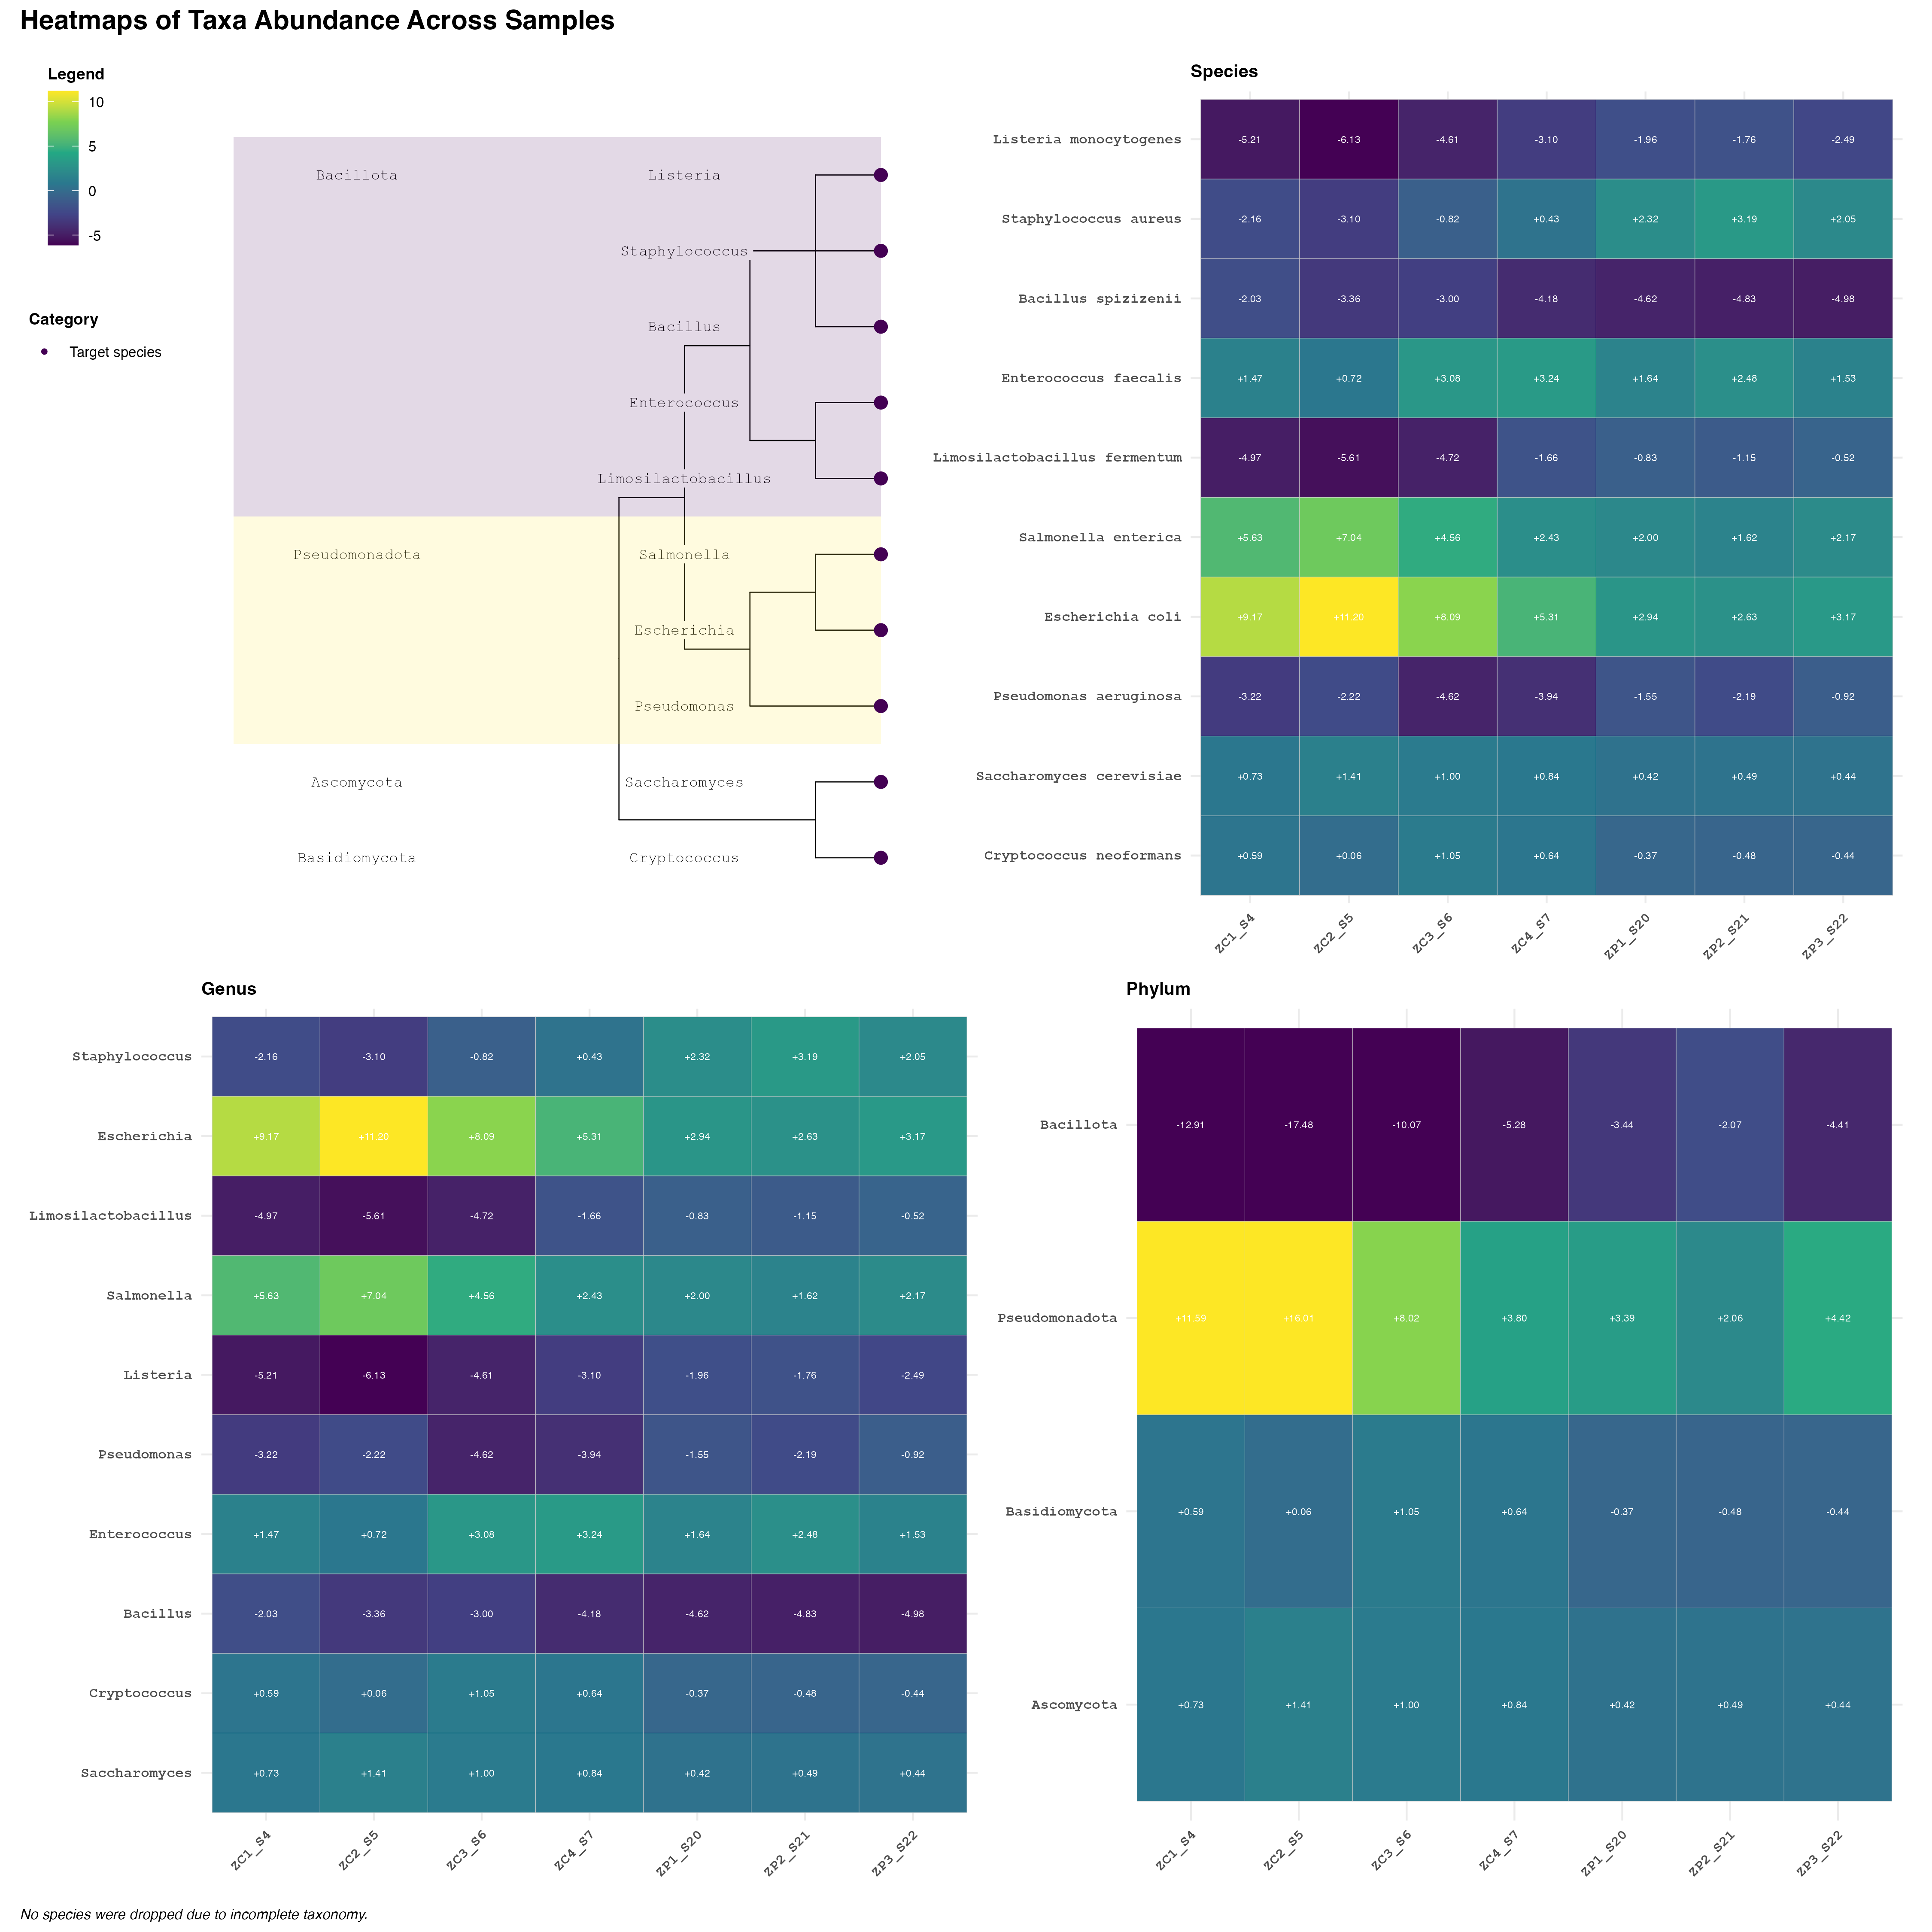 Heatmaps of Taxa Abundance Across Samples
Legend
10
5
0
-5
Category
Target species
Bacillota
Listeria
Staphylococcus
Bacillus
Enterococcus
Limosilactobacillus
Pseudomonadota
Salmonella
Escherichia
Pseudomonas
Ascomycota
Saccharomyces
Basidiomycota
Cryptococcus
Species
Listeria monocytogenes -5.21 -6.13 -4.61 -3.10 -1.96 -1.76 -2.49
Staphylococcus aureus -2.16 -3.10 -0.82 +0.43 +2.32 +3.19 +2.05
Bacillus spizizenii -2.03 -3.36 -3.00 -4.18 -4.62 -4.83 -4.98
Enterococcus faecalis +1.47 +0.72 +3.08 +3.24 +1.64 +2.48 +1.53
Limosilactobacillus fermentum -4.97 -5.61 -4.72 -1.66 -0.83 -1.15 -0.52
Salmonella enterica +5.63 +7.04 +4.56 +2.43 +2.00 +1.62 +2.17
Escherichia coli +9.17 +11.20 +8.09 +5.31 +2.94 +2.63 +3.17
Pseudomonas aeruginosa -3.22 -2.22 -4.62 -3.94 -1.55 -2.19 -0.92
Saccharomyces cerevisiae +0.73 +1.41 +1.00 +0.84 +0.42 +0.49 +0.44
Cryptococcus neoformans +0.59 +0.06 +1.05 +0.64 -0.37 -0.48 -0.44
ZC1_S4 ZC2_S5 ZC3_S6 ZC4_S7 ZP1_S20 ZP2_S21 ZP3_S22
Genus
Staphylococcus -2.16 -3.10 -0.82 +0.43 +2.32 +3.19 +2.05
Escherichia +9.17 +11.20 +8.09 +5.31 +2.94 +2.63 +3.17
Limosilactobacillus -4.97 -5.61 -4.72 -1.66 -0.83 -1.15 -0.52
Salmonella +5.63 +7.04 +4.56 +2.43 +2.00 +1.62 +2.17
Listeria -5.21 -6.13 -4.61 -3.10 -1.96 -1.76 -2.49
Pseudomonas -3.22 -2.22 -4.62 -3.94 -1.55 -2.19 -0.92
Enterococcus +1.47 +0.72 +3.08 +3.24 +1.64 +2.48 +1.53
Bacillus -2.03 -3.36 -3.00 -4.18 -4.62 -4.83 -4.98
Cryptococcus +0.59 +0.06 +1.05 +0.64 -0.37 -0.48 -0.44
Saccharomyces +0.73 +1.41 +1.00 +0.84 +0.42 +0.49 +0.44
ZC1_S4 ZC2_S5 ZC3_S6 ZC4_S7 ZP1_S20 ZP2_S21 ZP3_S22
Phylum
Bacillota -12.91 -17.48 -10.07 -5.28 -3.44 -2.07 -4.41
Pseudomonadota +11.59 +16.01 +8.02 +3.80 +3.39 +2.06 +4.42
Basidiomycota +0.59 +0.06 +1.05 +0.64 -0.37 -0.48 -0.44
Ascomycota +0.73 +1.41 +1.00 +0.84 +0.42 +0.49 +0.44
ZC1_S4 ZC2_S5 ZC3_S6 ZC4_S7 ZP1_S20 ZP2_S21 ZP3_S22
No species were dropped due to incomplete taxonomy.